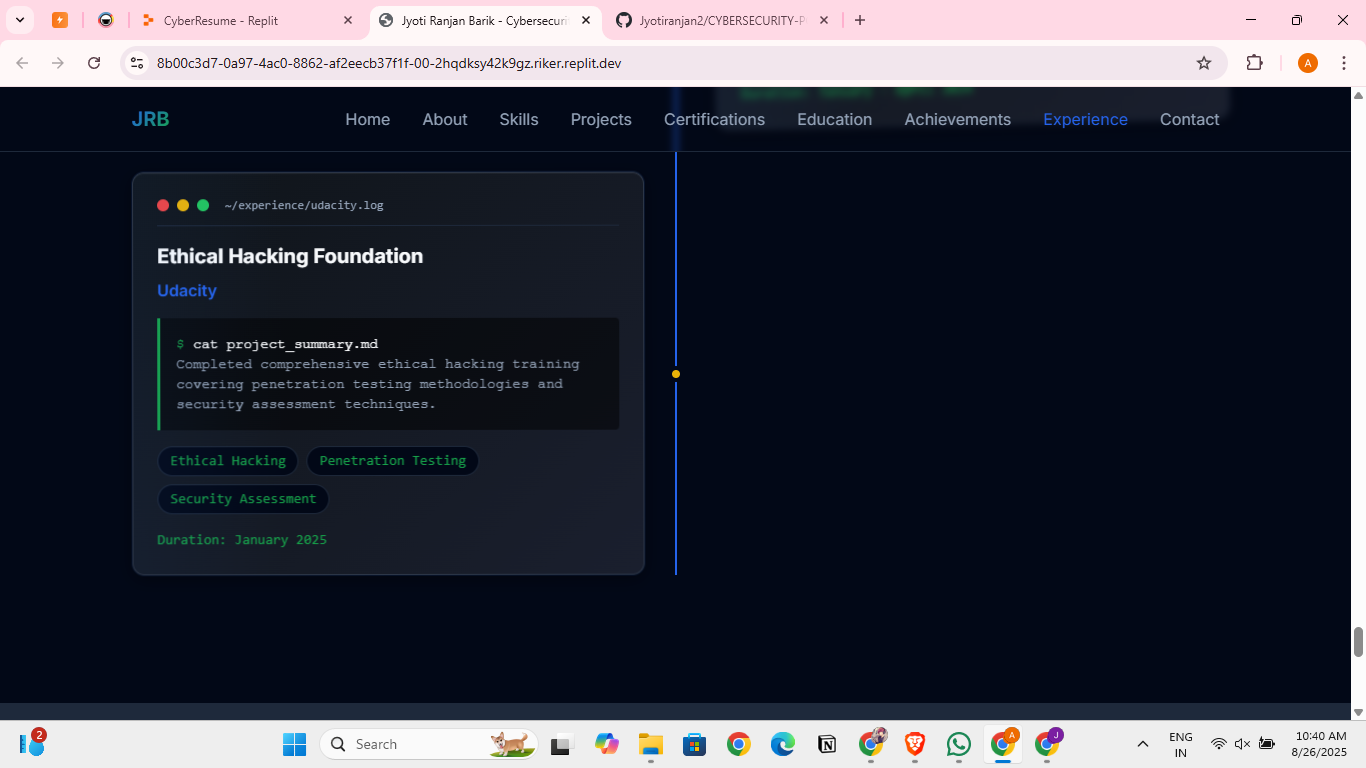 CyberResume - Replit
Jyoti Ranjan Barik - Cybersecuri
Jyotiranjan2/CYBERSECURITY-P
8b00c3d7-0a97-4ac0-8862-af2eecb37f1f-00-2hqdksy42k9gz.riker.replit.dev
A
JRB
Home
About
Skills
Projects
Certifications
Education
Achievements
Experience
Contact
~/experience/udacity.log
Ethical Hacking Foundation
Udacity
$ cat project_summary.md
Completed comprehensive ethical hacking training
covering penetration testing methodologies and
security assessment techniques.
Ethical Hacking
Penetration Testing
Security Assessment
Duration: January 2025
2
Search
A
J
ENG
IN
10:40 AM
8/26/2025